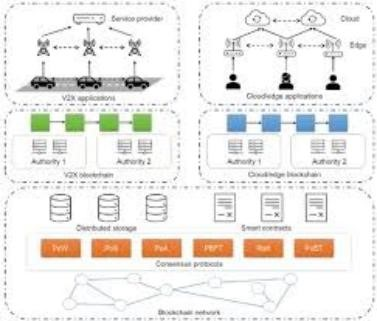 Service provider
Cloud
Edge
V2X applications
Cloud/edge applications
Authority 1
Authority 2
Authority 1
Authority 2
V2X blockchain
Cloud/edge blockchain
Distributed storage
Smart contracts
PoW
PoS
PoA
PBFT
Raft
Consensus protocols
Blockchain network